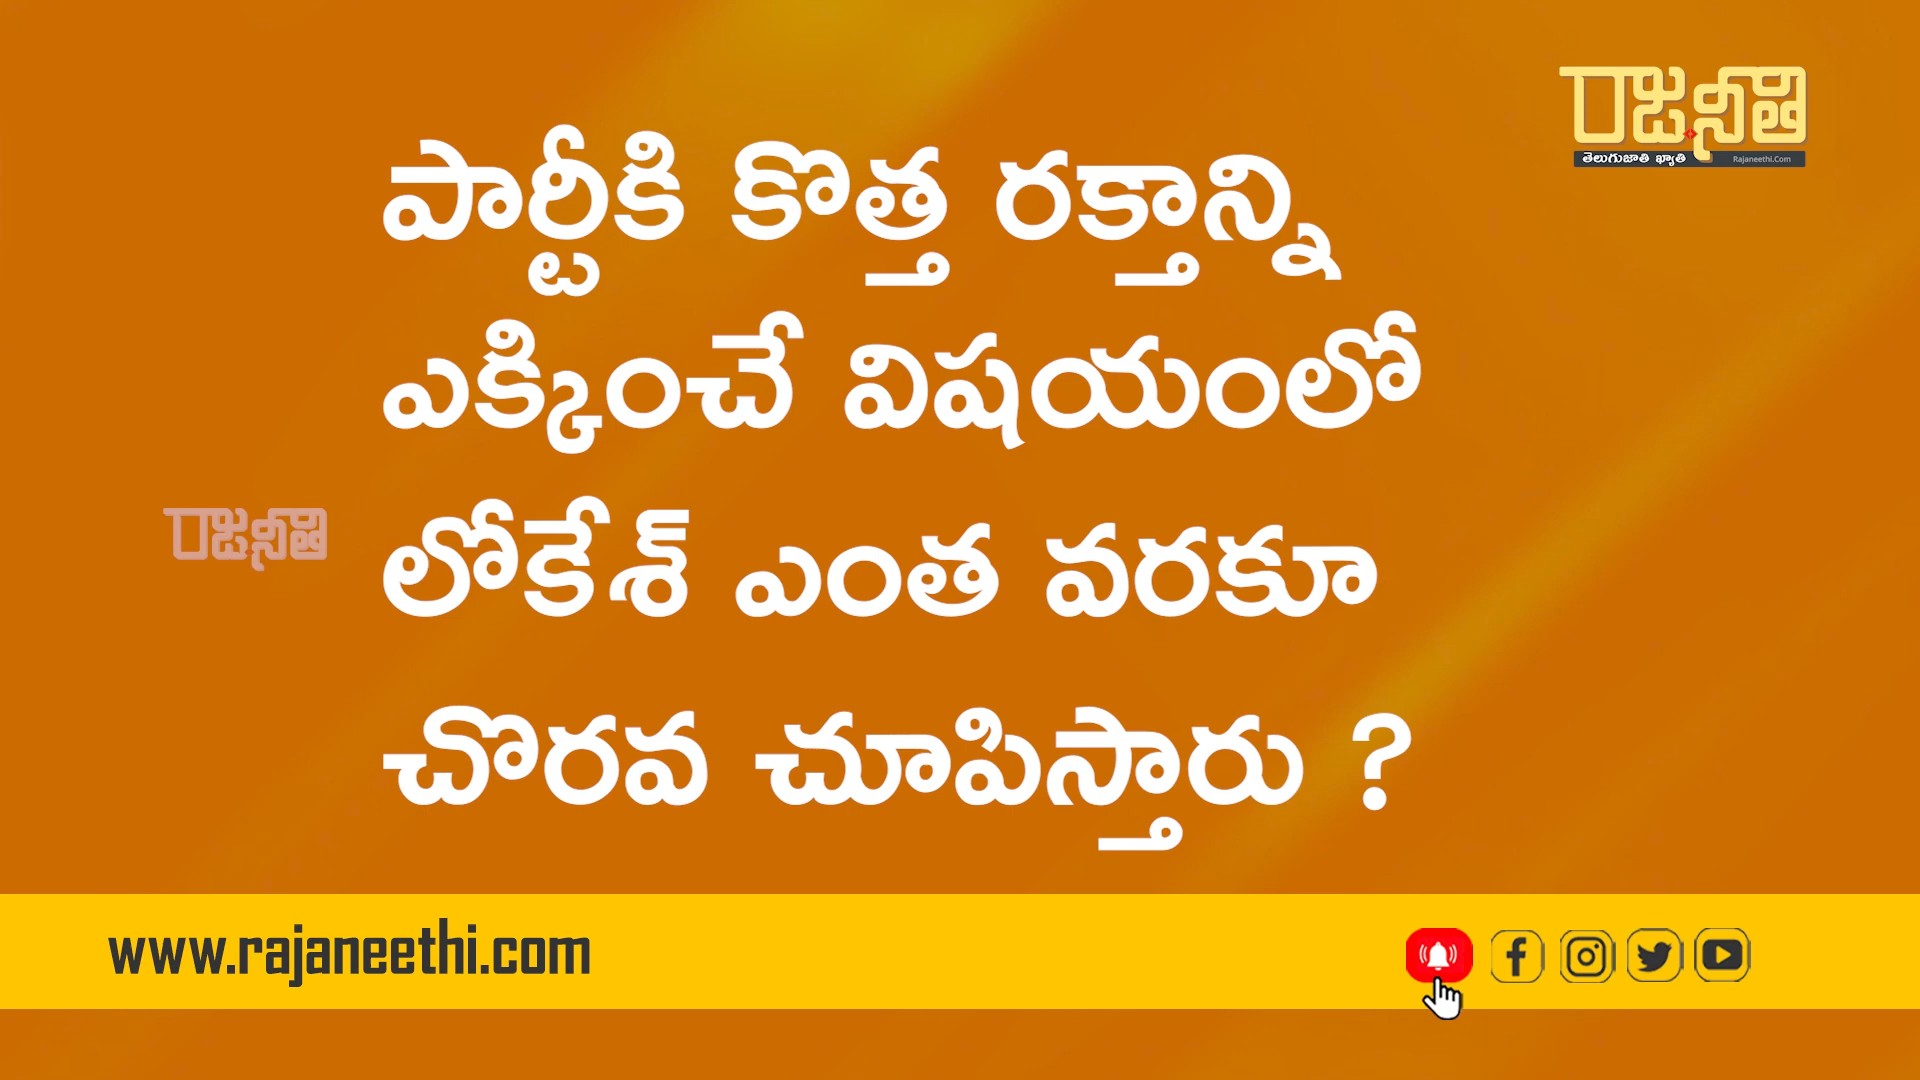 రాజనీతి
తెలుగుజాతి ఖ్యాతి Rajaneethi.Com
పార్టీకి కొత్త రక్తాన్ని
ఎక్కించే విషయంలో
రాజనీతి
లోకేశ్ ఎంత వరకూ
చొరవ చూపిస్తారు ?
www.rajaneethi.com